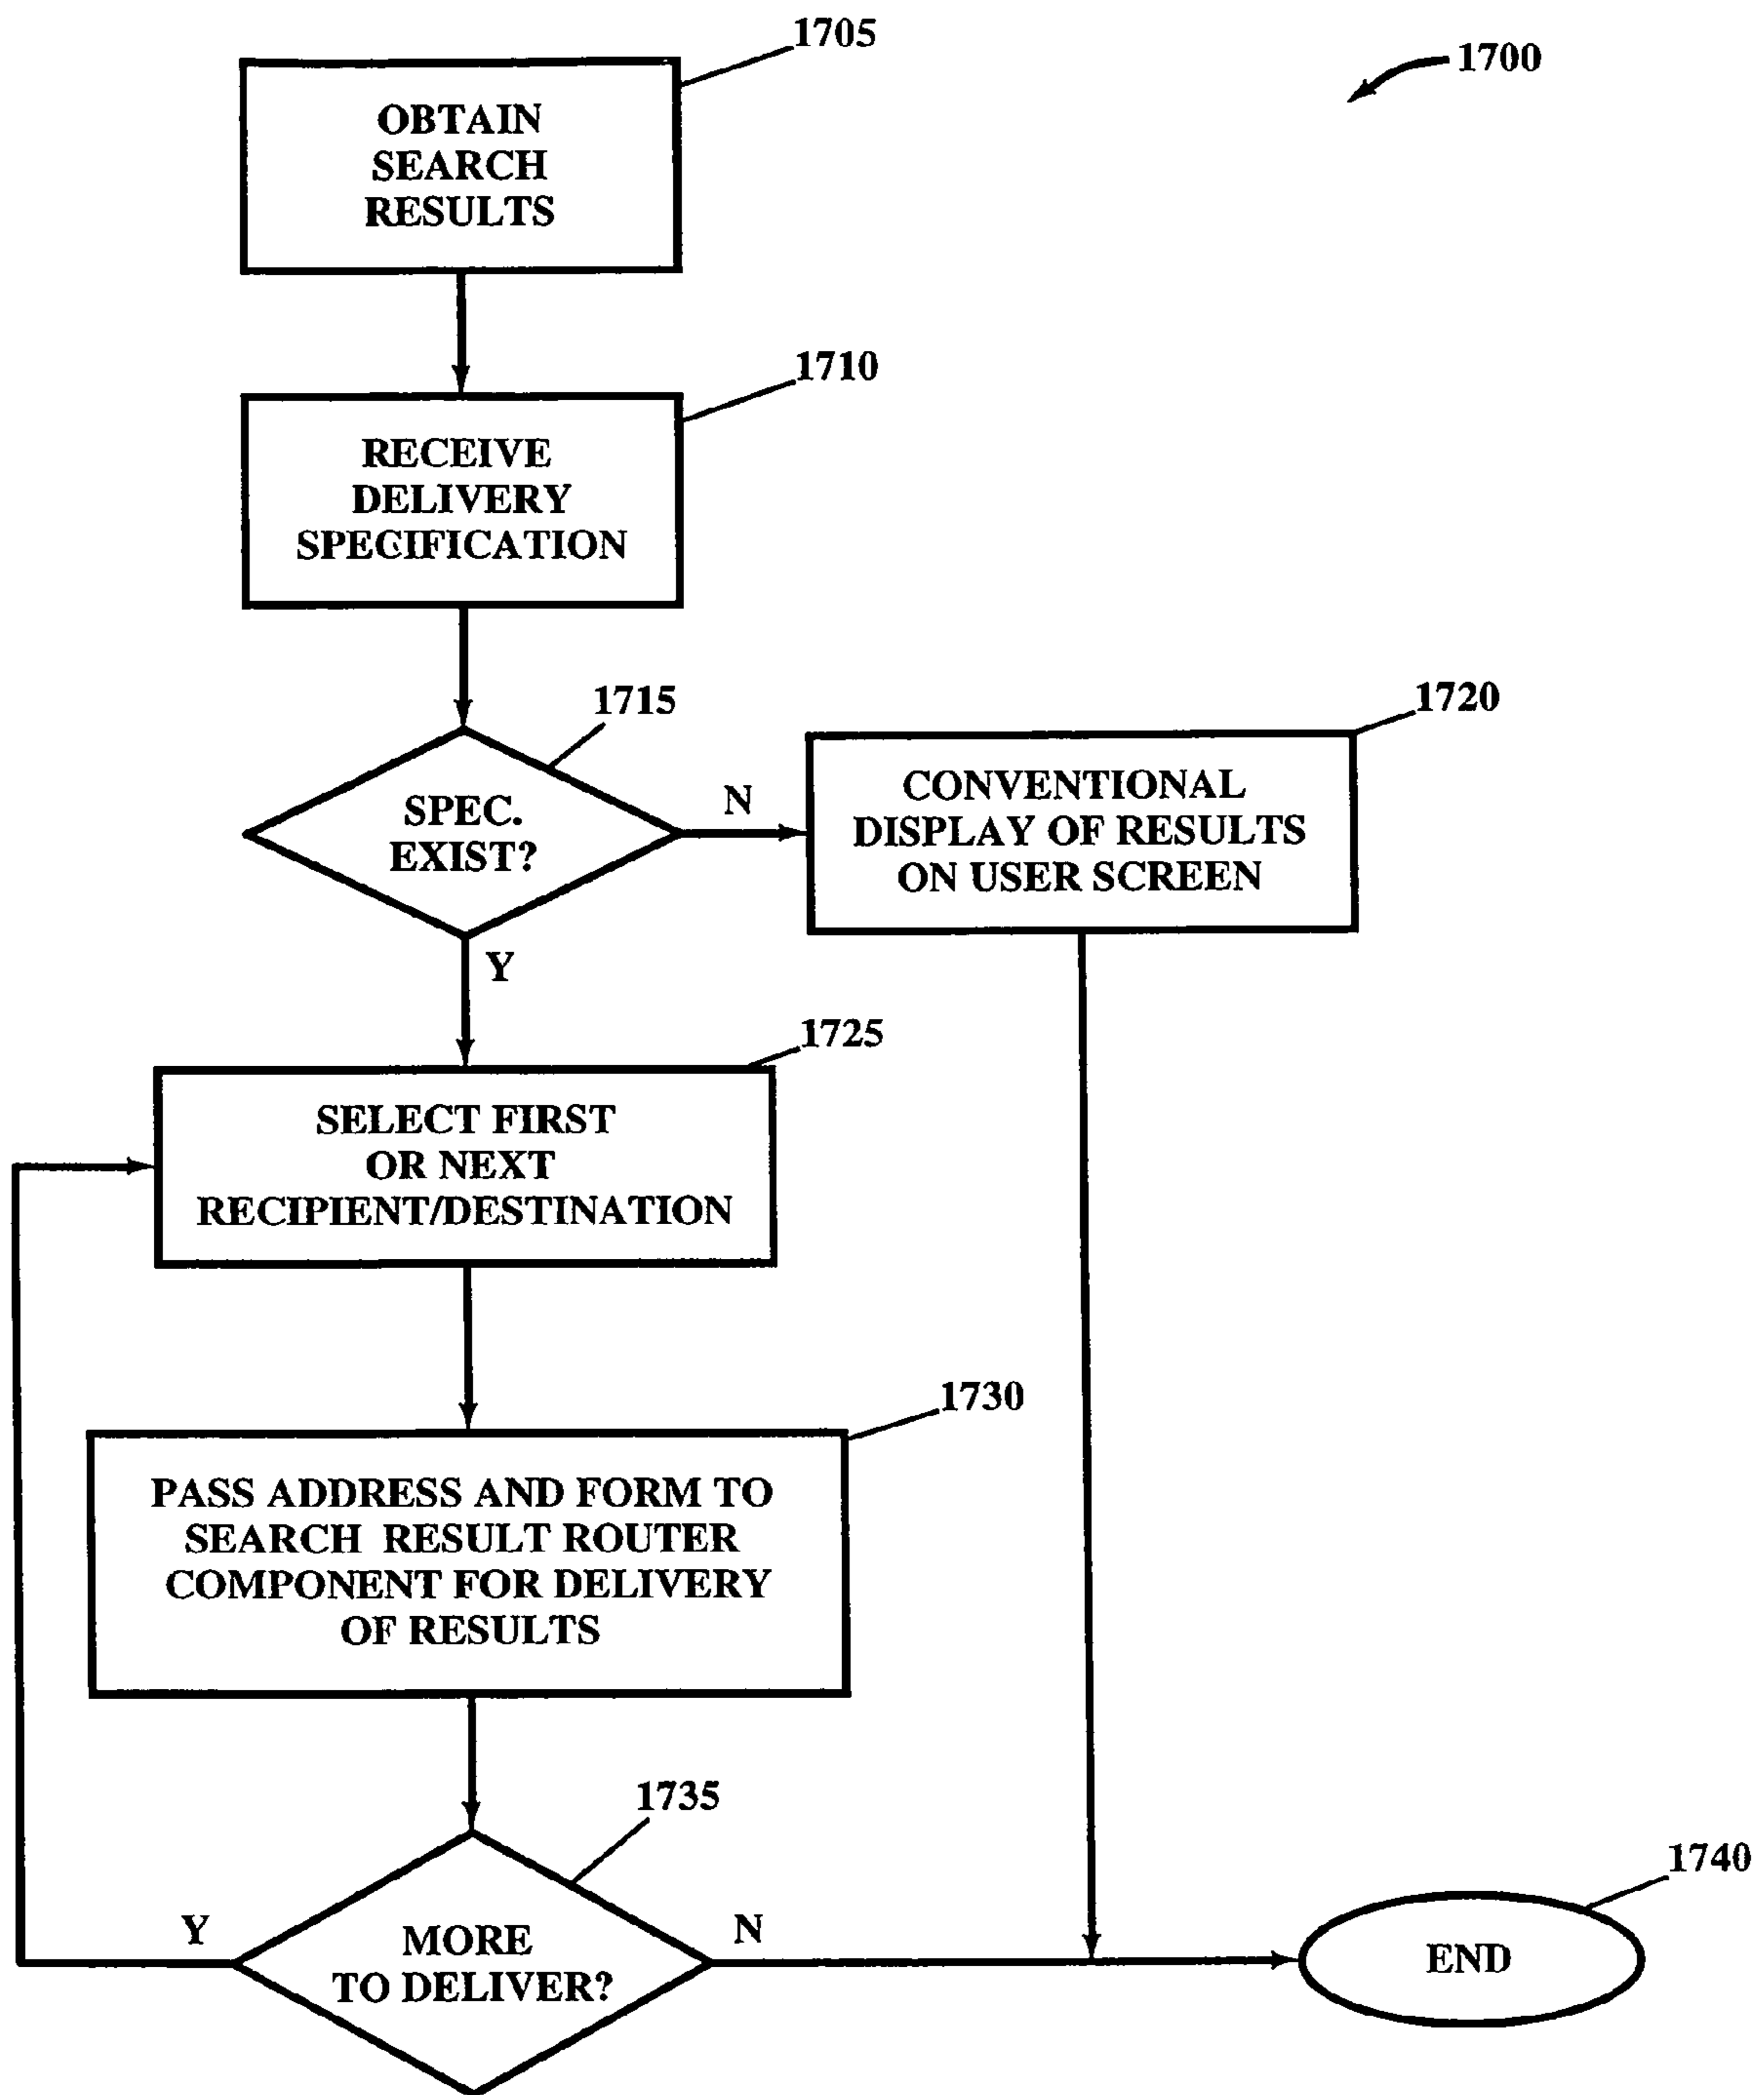 1705
1700
OBTAIN
SEARCH
RESULTS
1710
RECEIVE
DELIVERY
SPECIFICATION
1715
SPEC.
EXIST?
N
1720
CONVENTIONAL
DISPLAY OF RESULTS
ON USER SCREEN
Y
1725
SELECT FIRST
OR NEXT
RECIPIENT/DESTINATION
1730
PASS ADDRESS AND FORM TO
SEARCH RESULT ROUTER
COMPONENT FOR DELIVERY
OF RESULTS
1735
Y
MORE
TO DELIVER?
N
1740
END